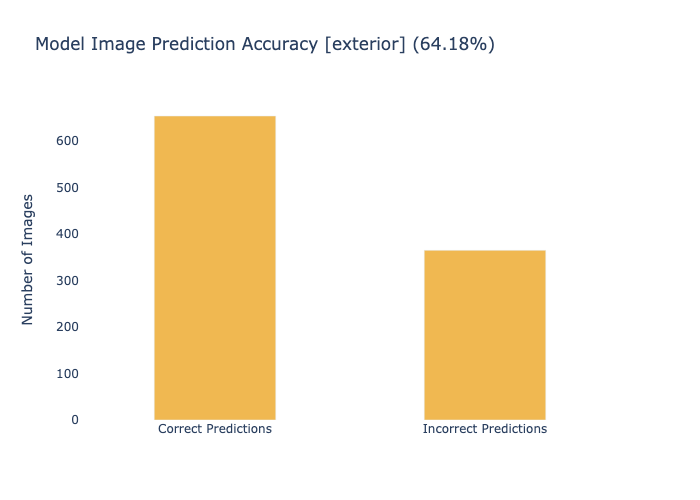 Model Image Prediction Accuracy [exterior] (64.18%)
Number of Images
600
500
400
300
200
100
0
Correct Predictions
Incorrect Predictions